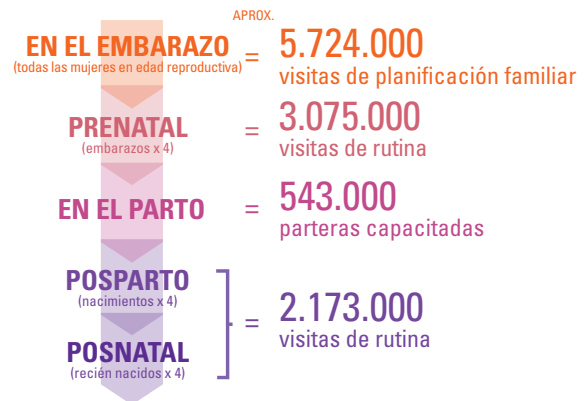 APROX.
EN EL EMBARAZO
(todas las mujeres en edad reproductiva)
= 5.724.000
visitas de planificación familiar
PRENATAL
(embarazos x 4)
= 3.075.000
visitas de rutina
EN EL PARTO
= 543.000
parteras capacitadas
POSPARTO
(nacimientos x 4)
POSNATAL
(recién nacidos x 4)
= 2.173.000
visitas de rutina